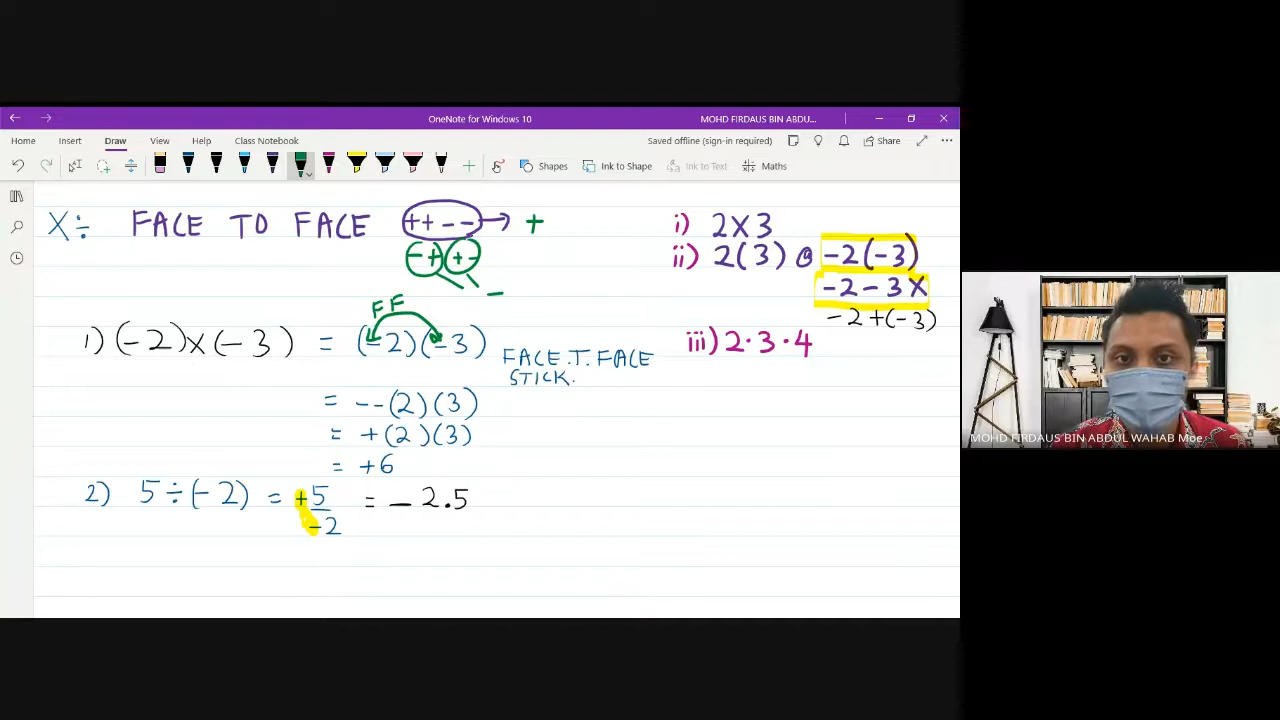 OneNote for Windows 10
MOHD FIRDAUS BIN ABDU...
Home Insert Draw View Help Class Notebook
Saved offline (sign-in required)
Share
Shapes
Ink to Shape
Ink to Text
Maths
X÷ FACE TO FACE ++ -- → +
-+ +- -
1) (-2)x(-3) = (-2)(-3)
FF
FACE.T.FACE
STICK.
= --(2)(3)
= +(2)(3)
= +6
2) 5÷(-2) = +5/-2 = -2.5
i) 2X3
ii) 2(3) @ -2(-3)
-2-3X
-2+(-3)
iii) 2·3·4
MOHD FIRDAUS BIN ABDUL WAHAB Moe...